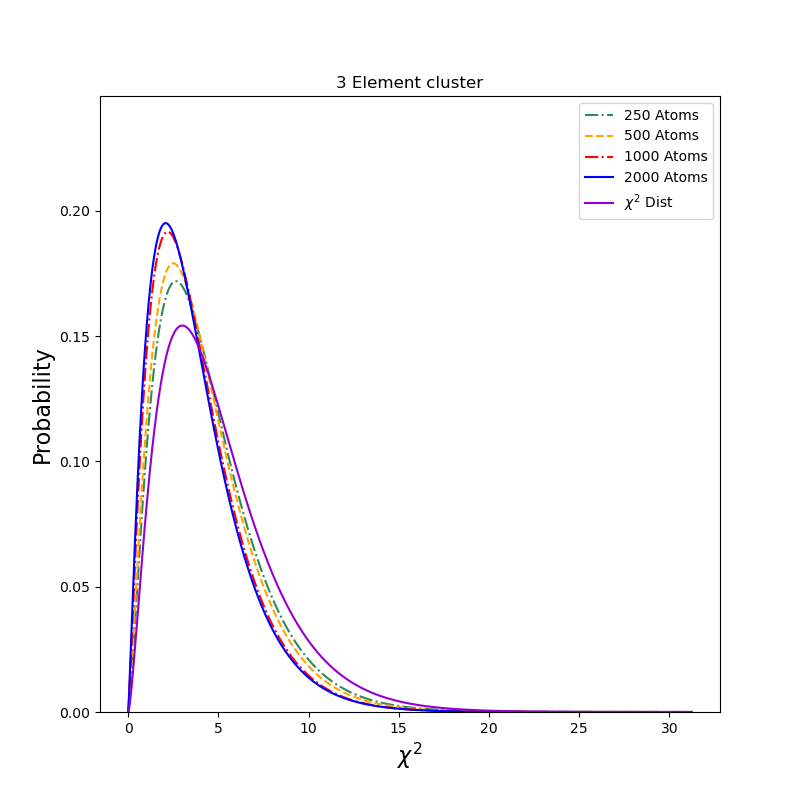 3 Element cluster
250 Atoms
500 Atoms
1000 Atoms
2000 Atoms
χ² Dist
Probability
0.20
0.15
0.10
0.05
0.00
0 5 10 15 20 25 30
χ²